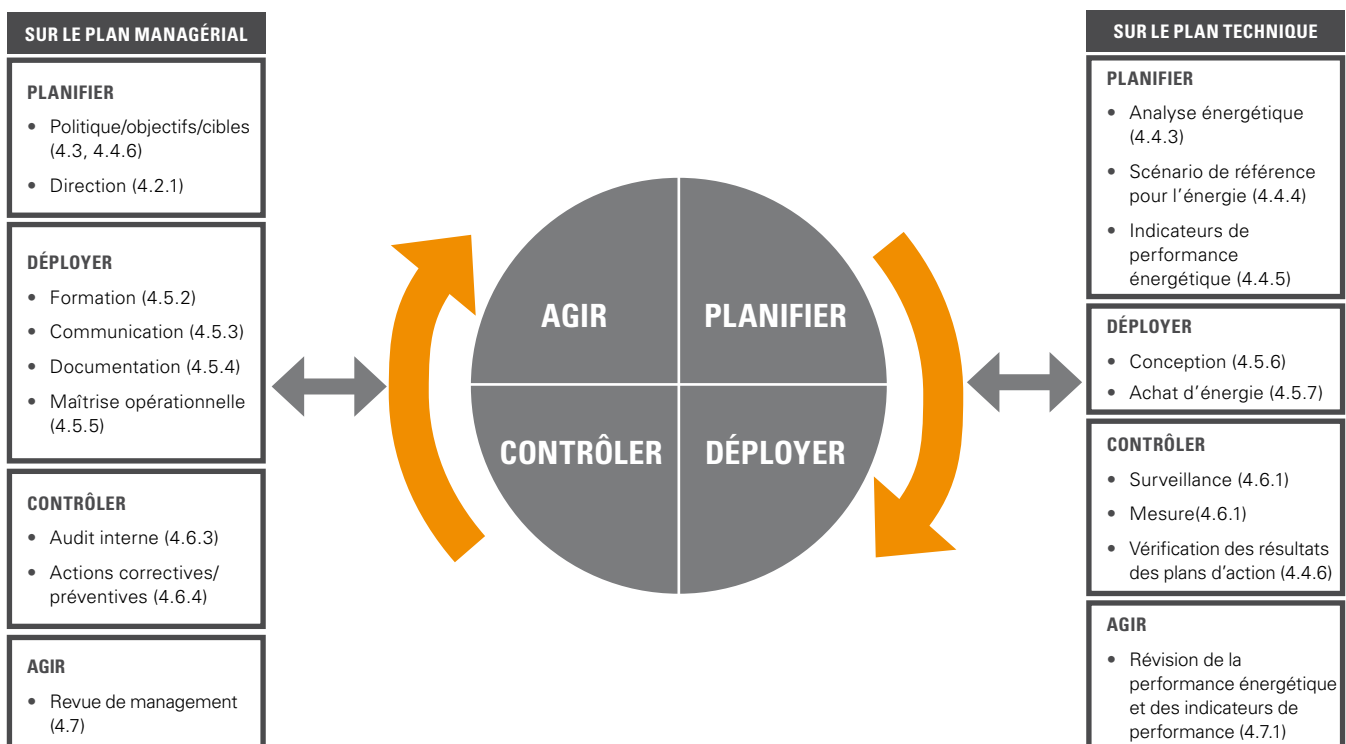 SUR LE PLAN MANAGÉRIAL
PLANIFIER
• Politique/objectifs/cibles
(4.3, 4.4.6)
• Direction (4.2.1)
DÉPLOYER
• Formation (4.5.2)
• Communication (4.5.3)
• Documentation (4.5.4)
• Maîtrise opérationnelle
(4.5.5)
CONTRÔLER
• Audit interne (4.6.3)
• Actions correctives/
préventives (4.6.4)
AGIR
• Revue de management
(4.7)
AGIR
PLANIFIER
CONTRÔLER
DÉPLOYER
SUR LE PLAN TECHNIQUE
PLANIFIER
• Analyse énergétique
(4.4.3)
• Scénario de référence
pour l'énergie (4.4.4)
• Indicateurs de
performance
énergétique (4.4.5)
DÉPLOYER
• Conception (4.5.6)
• Achat d'énergie (4.5.7)
CONTRÔLER
• Surveillance (4.6.1)
• Mesure(4.6.1)
• Vérification des résultats
des plans d'action (4.4.6)
AGIR
• Révision de la
performance énergétique
et des indicateurs de
performance (4.7.1)